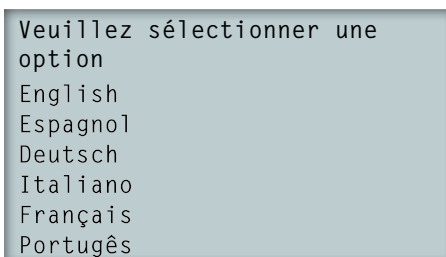 Veuillez sélectionner une
option
English
Espagnol
Deutsch
Italiano
Français
Portugês